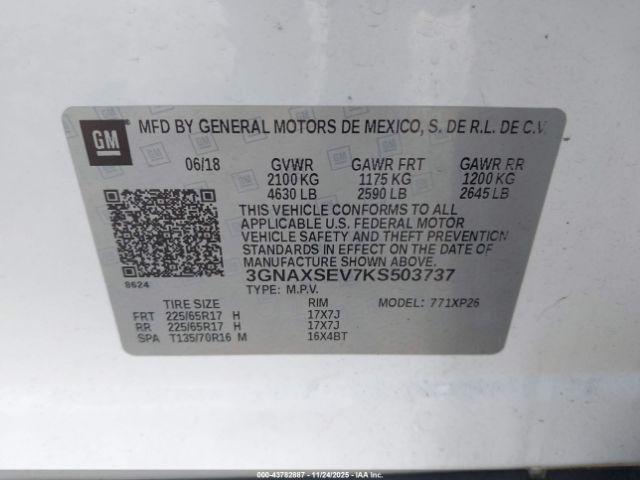 GM
MFD BY GENERAL MOTORS DE MEXICO, S. DE R.L. DE C.V.
06/18 GVWR GAWR FRT GAWR RR
2100 KG 1175 KG 1200 KG
4630 LB 2590 LB 2645 LB
THIS VEHICLE CONFORMS TO ALL
APPLICABLE U.S. FEDERAL MOTOR
VEHICLE SAFETY AND THEFT PREVENTION
STANDARDS IN EFFECT ON THE DATE OF
MANUFACTURE SHOWN ABOVE.
8624
3GNAXSEV7KS503737
TYPE: M.P.V. MODEL: 771XP26
TIRE SIZE RIM
FRT 225/65R17 H 17X7J
RR 225/65R17 H 17X7J
SPA T135/70R16 M 16X4BT
000-43782887 - 11/24/2025 - IAA Inc.